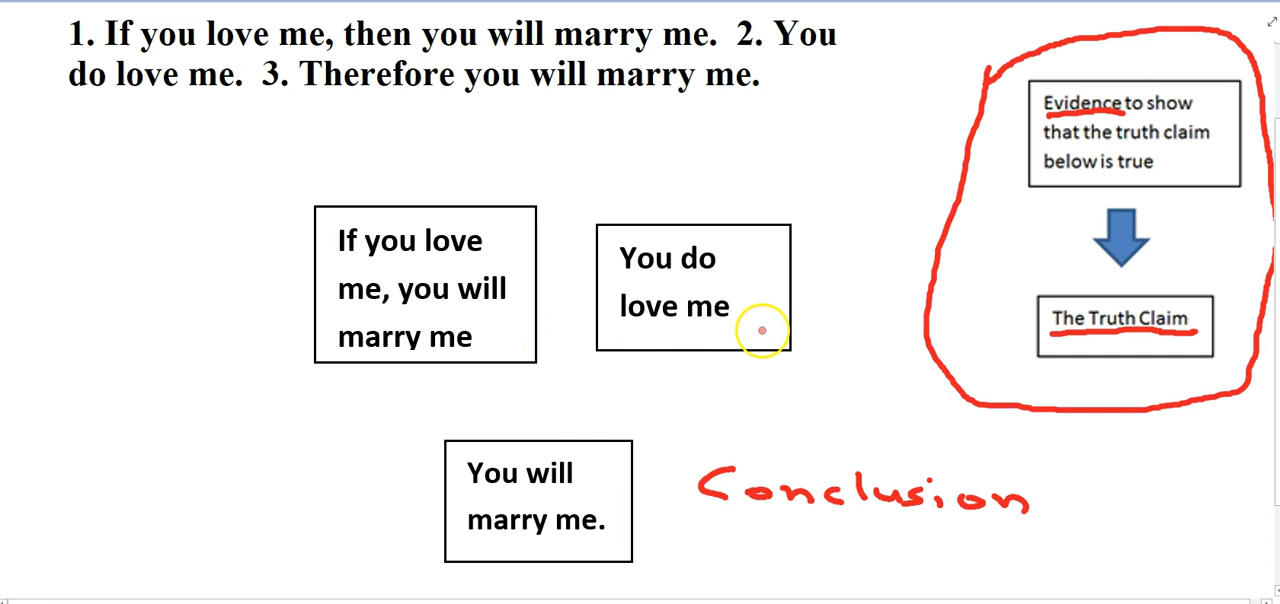 1. If you love me, then you will marry me.  2. You
do love me.  3. Therefore you will marry me.
Evidence to show
that the truth claim
below is true
If you love
me, you will
marry me
You do
love me
The Truth Claim
You will
marry me.
Conclusion